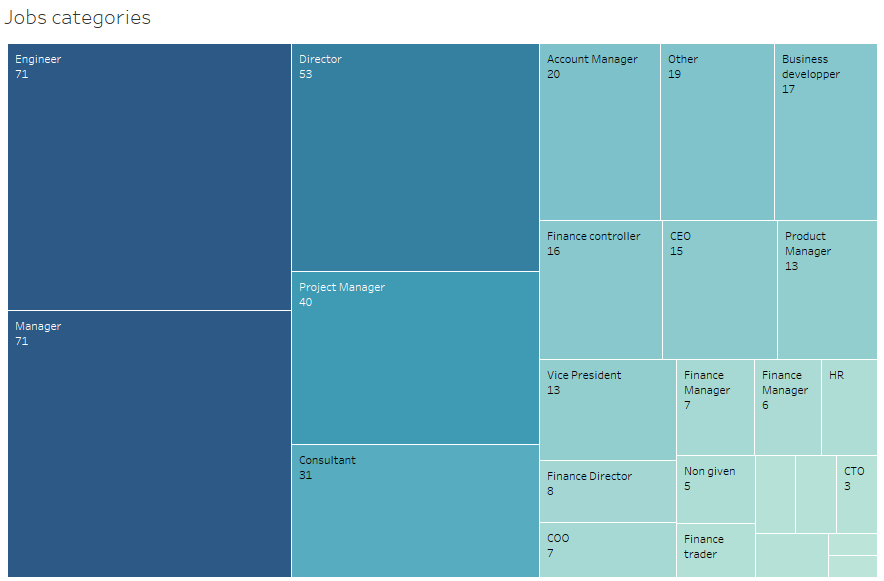 Jobs categories
Engineer
71
Manager
71
Director
53
Project Manager
40
Consultant
31
Account Manager
20
Other
19
Business
developper
17
Finance controller
16
CEO
15
Product
Manager
13
Vice President
13
Finance Director
8
COO
7
Finance
Manager
7
Finance
Manager
6
HR
Non given
5
Finance
trader
CTO
3